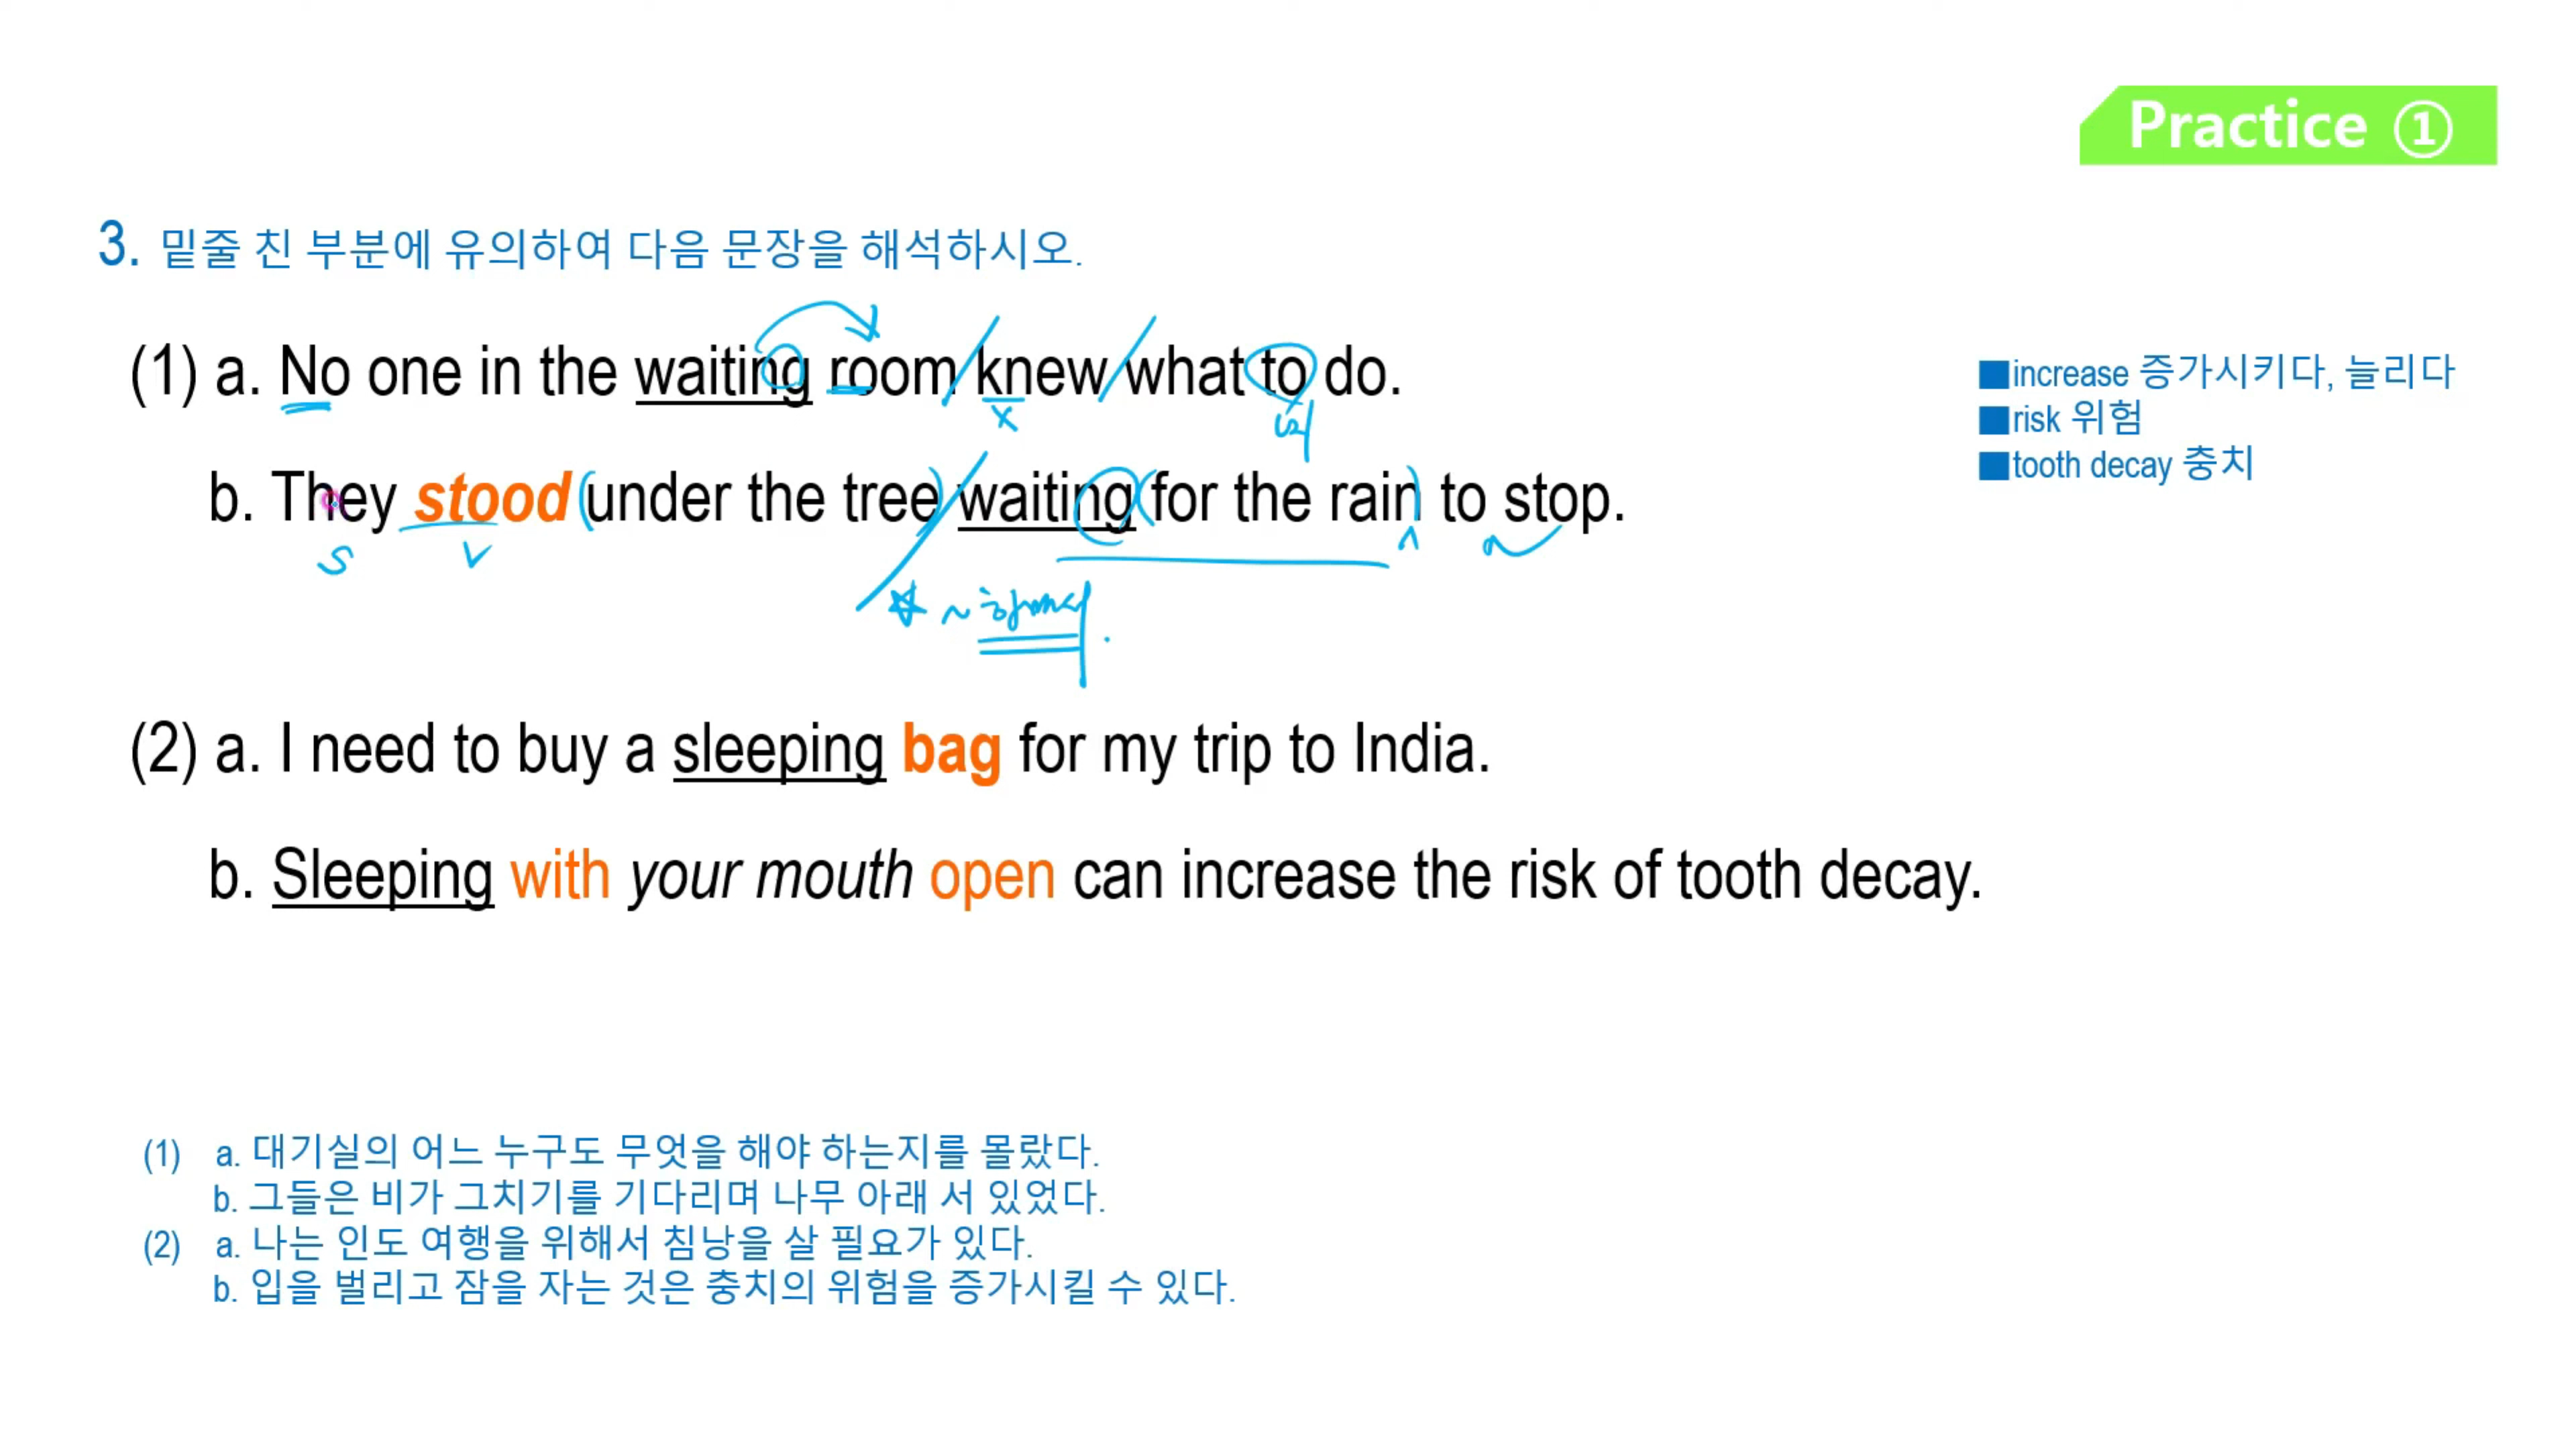 Practice ①
3. 밑줄 친 부분에 유의하여 다음 문장을 해석하시오.
(1) a. No one in the waiting room knew what to do.
x
■increase 증가시키다, 늘리다
■risk 위험
■tooth decay 충치
b. They stood under the tree waiting for the rain to stop.
S V
~하면서
(2) a. I need to buy a sleeping bag for my trip to India.
b. Sleeping with your mouth open can increase the risk of tooth decay.
(1) a. 대기실의 어느 누구도 무엇을 해야 하는지를 몰랐다.
b. 그들은 비가 그치기를 기다리며 나무 아래 서 있었다.
(2) a. 나는 인도 여행을 위해서 침낭을 살 필요가 있다.
b. 입을 벌리고 잠을 자는 것은 충치의 위험을 증가시킬 수 있다.